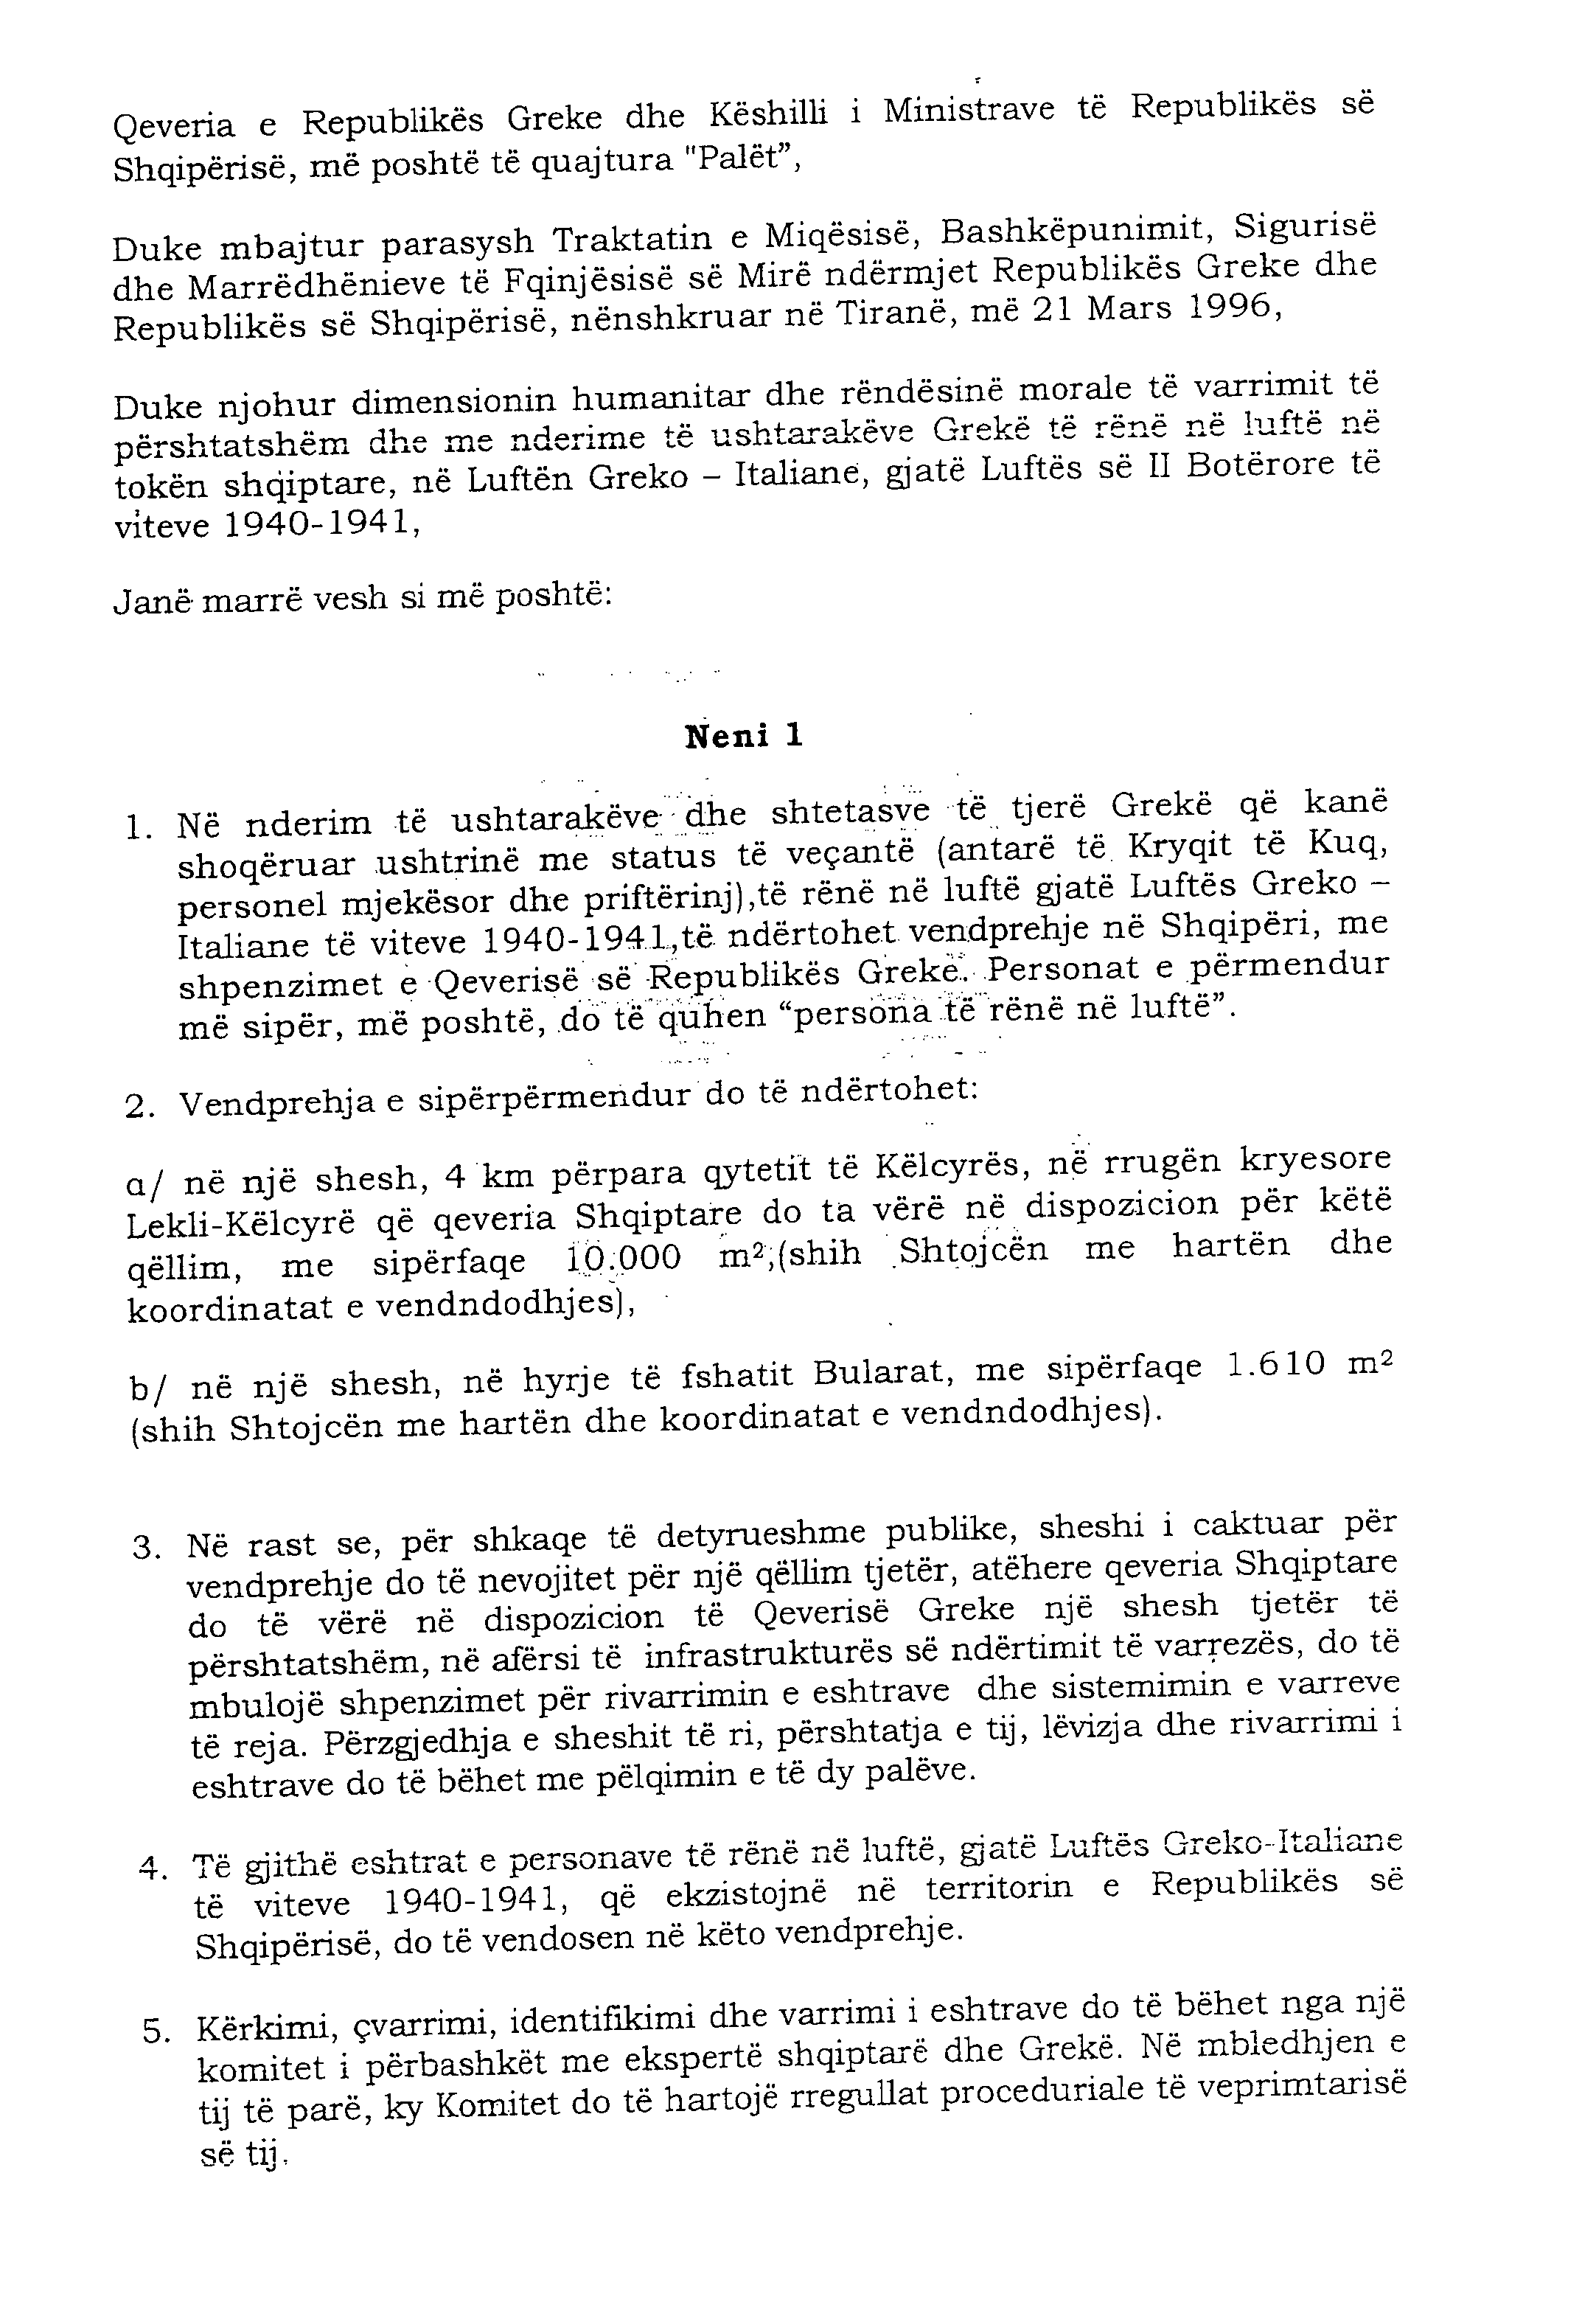 Qeveria e Republikës Greke dhe Këshilli i Ministrave të Republikës së
Shqipërisë, më poshtë të quajtura "Palët”,
Duke mbajtur parasysh Traktatin e Miqësisë, Bashkëpunimit, Sigurisë
dhe Marrëdhënieve të Fqinjësisë së Mirë ndërmjet Republikës Greke dhe
Republikës së Shqipërisë, nënshkruar në Tiranë, më 21 Mars 1996,
Duke njohur dimensionin humanitar dhe rëndësinë morale të varrimit të
përshtatshëm dhe me nderime të ushtarakëve Grekë të rënë në luftë në
tokën shqiptare, në Luftën Greko – Italiane, gjatë Luftës së II Botërore të
viteve 1940-1941,
Janë marrë vesh si më poshtë:
Neni 1
1. Në nderim të ushtarakëve dhe shtetasve të tjerë Grekë që kanë
shoqëruar ushtrinë me status të veçantë (antarë të Kryqit të Kuq,
personel mjekësor dhe priftërinj),të rënë në luftë gjatë Luftës Greko –
Italiane të viteve 1940-1941,të ndërtohet vendprehje në Shqipëri, me
shpenzimet e Qeverisë së Republikës Greke. Personat e përmendur
më sipër, më poshtë, do të quhen “persona të rënë në luftë”.
2. Vendprehja e sipërpërmendur do të ndërtohet:
a/ në një shesh, 4 km përpara qytetit të Këlcyrës, në rrugën kryesore
Lekli-Këlcyrë që qeveria Shqiptare do ta vërë në dispozicion për këtë
qëllim, me sipërfaqe 10.000 m²,(shih Shtojcën me hartën dhe
koordinatat e vendndodhjes),
b/ në një shesh, në hyrje të fshatit Bularat, me sipërfaqe 1.610 m²
(shih Shtojcën me hartën dhe koordinatat e vendndodhjes).
3. Në rast se, për shkaqe të detyrueshme publike, sheshi i caktuar për
vendprehje do të nevojitet për një qëllim tjetër, atëhere qeveria Shqiptare
do të vërë në dispozicion të Qeverisë Greke një shesh tjetër të
përshtatshëm, në afërsi të infrastrukturës së ndërtimit të varrezës, do të
mbulojë shpenzimet për rivarrimin e eshtrave dhe sistemimin e varreve
të reja. Përzgjedhja e sheshit të ri, përshtatja e tij, lëvizja dhe rivarrimi i
eshtrave do të bëhet me pëlqimin e të dy palëve.
4. Të gjithë eshtrat e personave të rënë në luftë, gjatë Luftës Greko-Italiane
të viteve 1940-1941, që ekzistojnë në territorin e Republikës së
Shqipërisë, do të vendosen në këto vendprehje.
5. Kërkimi, çvarrimi, identifikimi dhe varrimi i eshtrave do të bëhet nga një
komitet i përbashkët me ekspertë shqiptarë dhe Grekë. Në mbledhjen e
tij të parë, ky Komitet do të hartojë rregullat proceduriale të veprimtarisë
së tij.